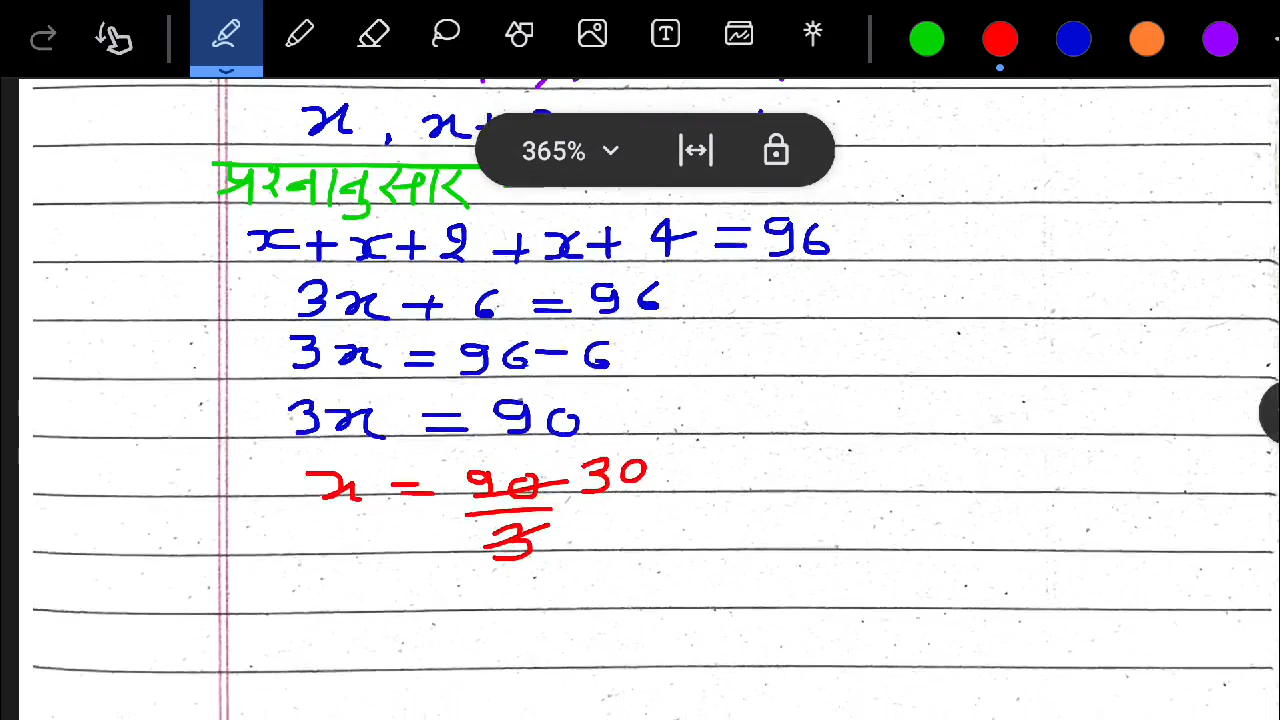 365%
x , x+
प्रश्नानुसार
x+x+2 +x+ 4 =96
3x + 6 = 96
3x = 96-6
3x = 90
x = 90 30
3